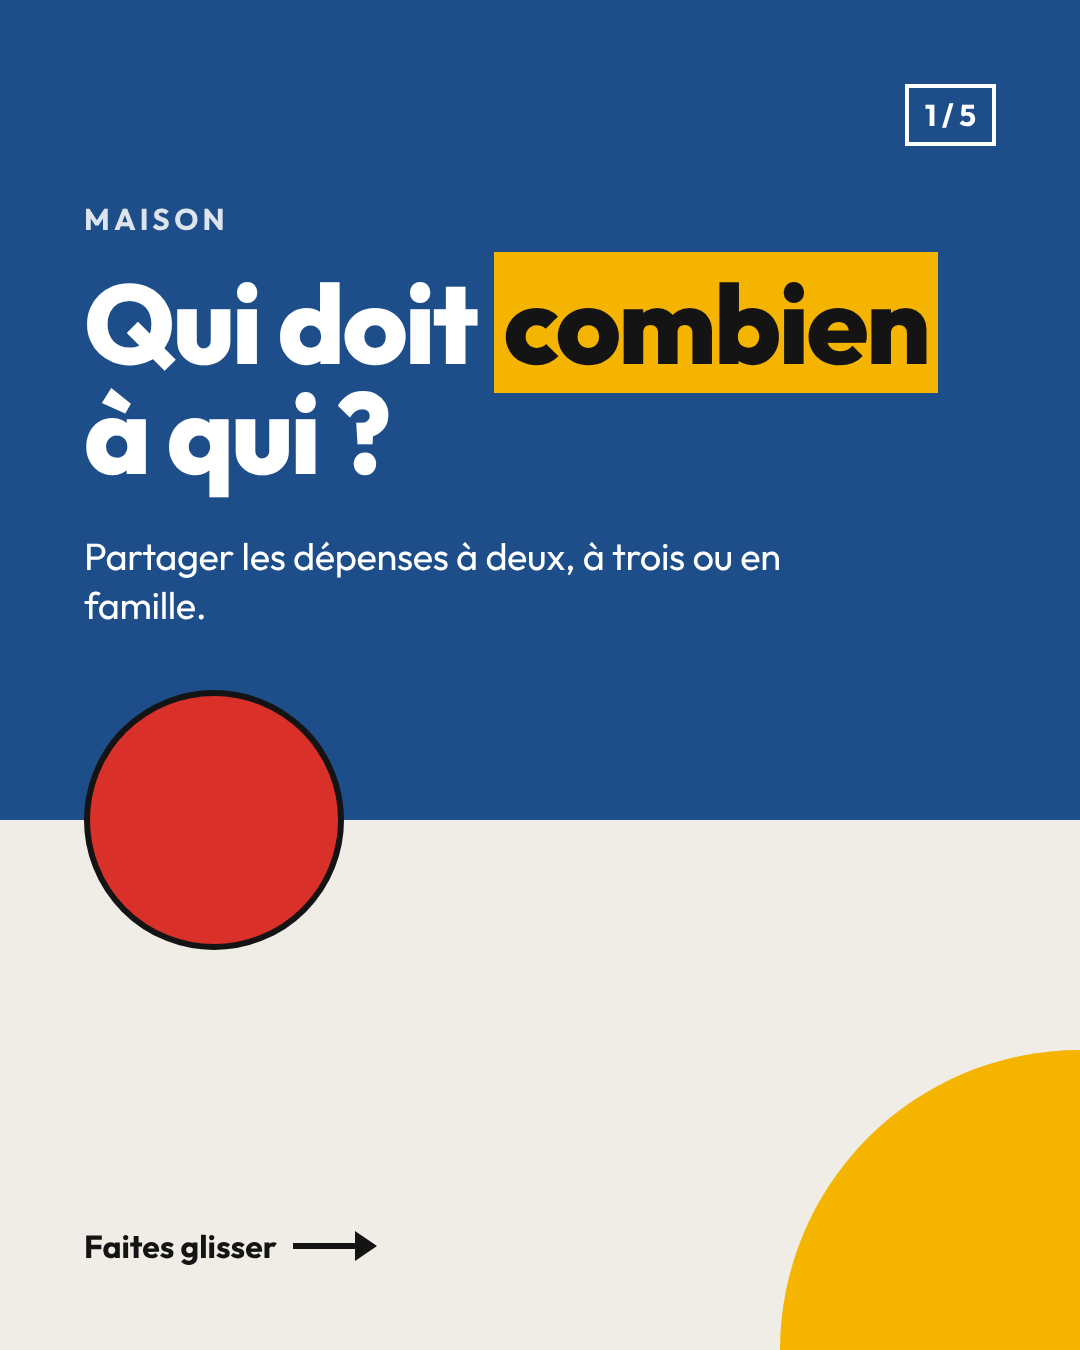 1/5
MAISON
Qui doit combien
à qui ?
Partager les dépenses à deux, à trois ou en
famille.
Faites glisser